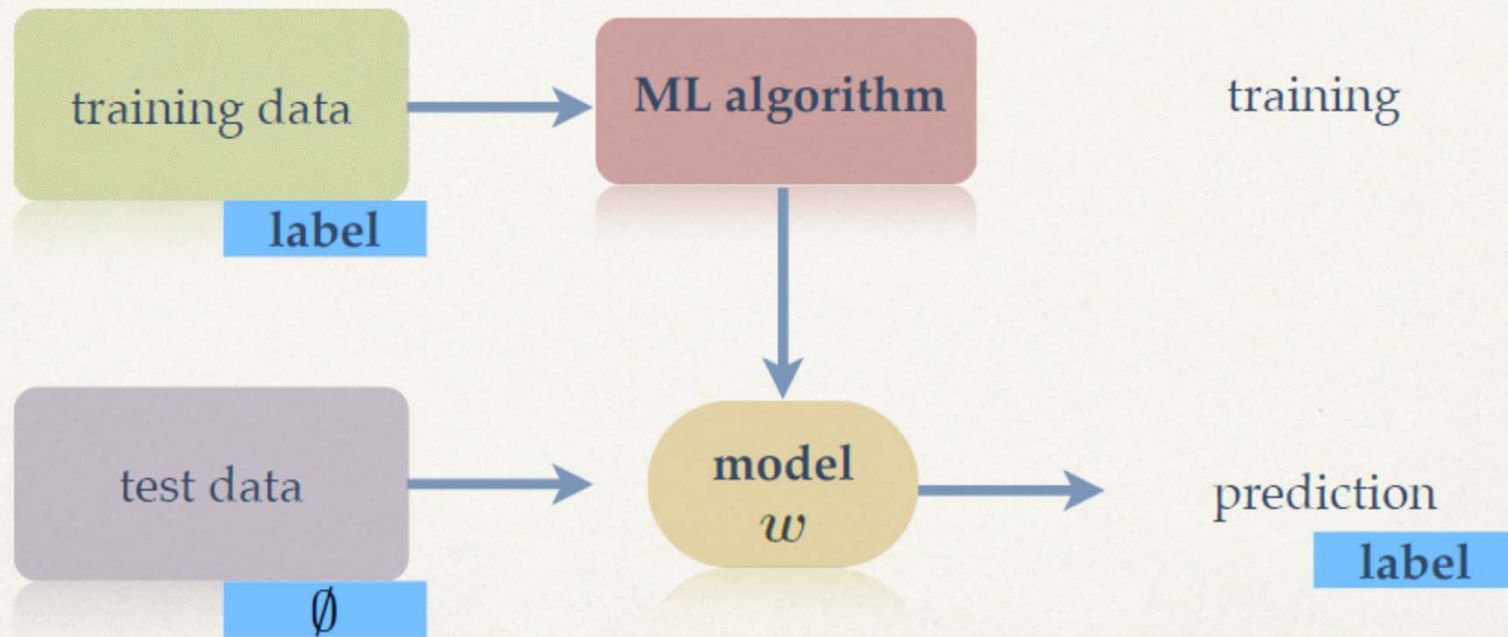 training data
ML algorithm
training
label
test data
model
w
prediction
label
∅